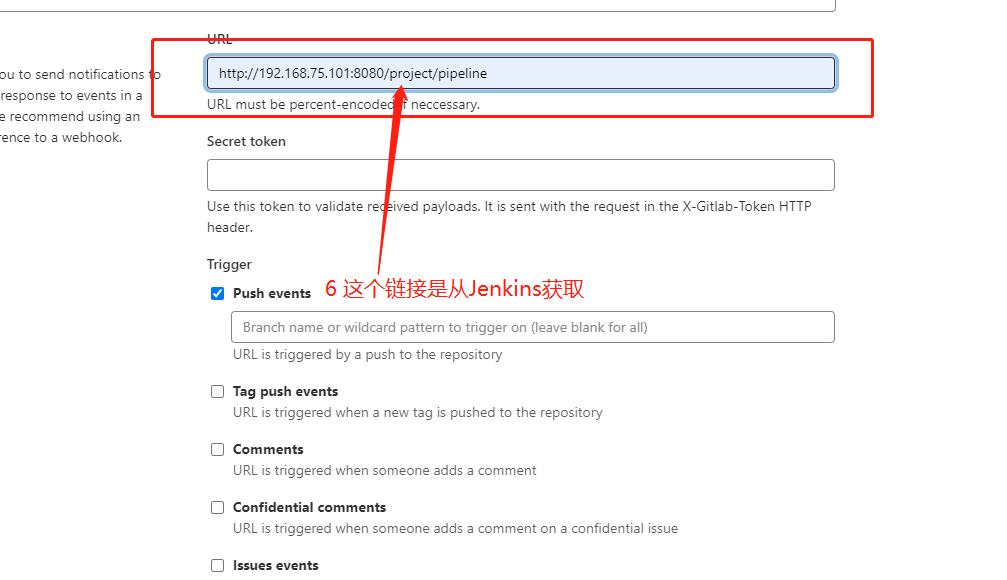 URL
ou to send notifications to
response to events in a
e recommend using an
rence to a webhook.
http://192.168.75.101:8080/project/pipeline
URL must be percent-encoded if neccessary.
Secret token
Use this token to validate received payloads. It is sent with the request in the X-Gitlab-Token HTTP
header.
Trigger
Push events
6 这个链接是从Jenkins获取
Branch name or wildcard pattern to trigger on (leave blank for all)
URL is triggered by a push to the repository
Tag push events
URL is triggered when a new tag is pushed to the repository
Comments
URL is triggered when someone adds a comment
Confidential comments
URL is triggered when someone adds a comment on a confidential issue
Issues events